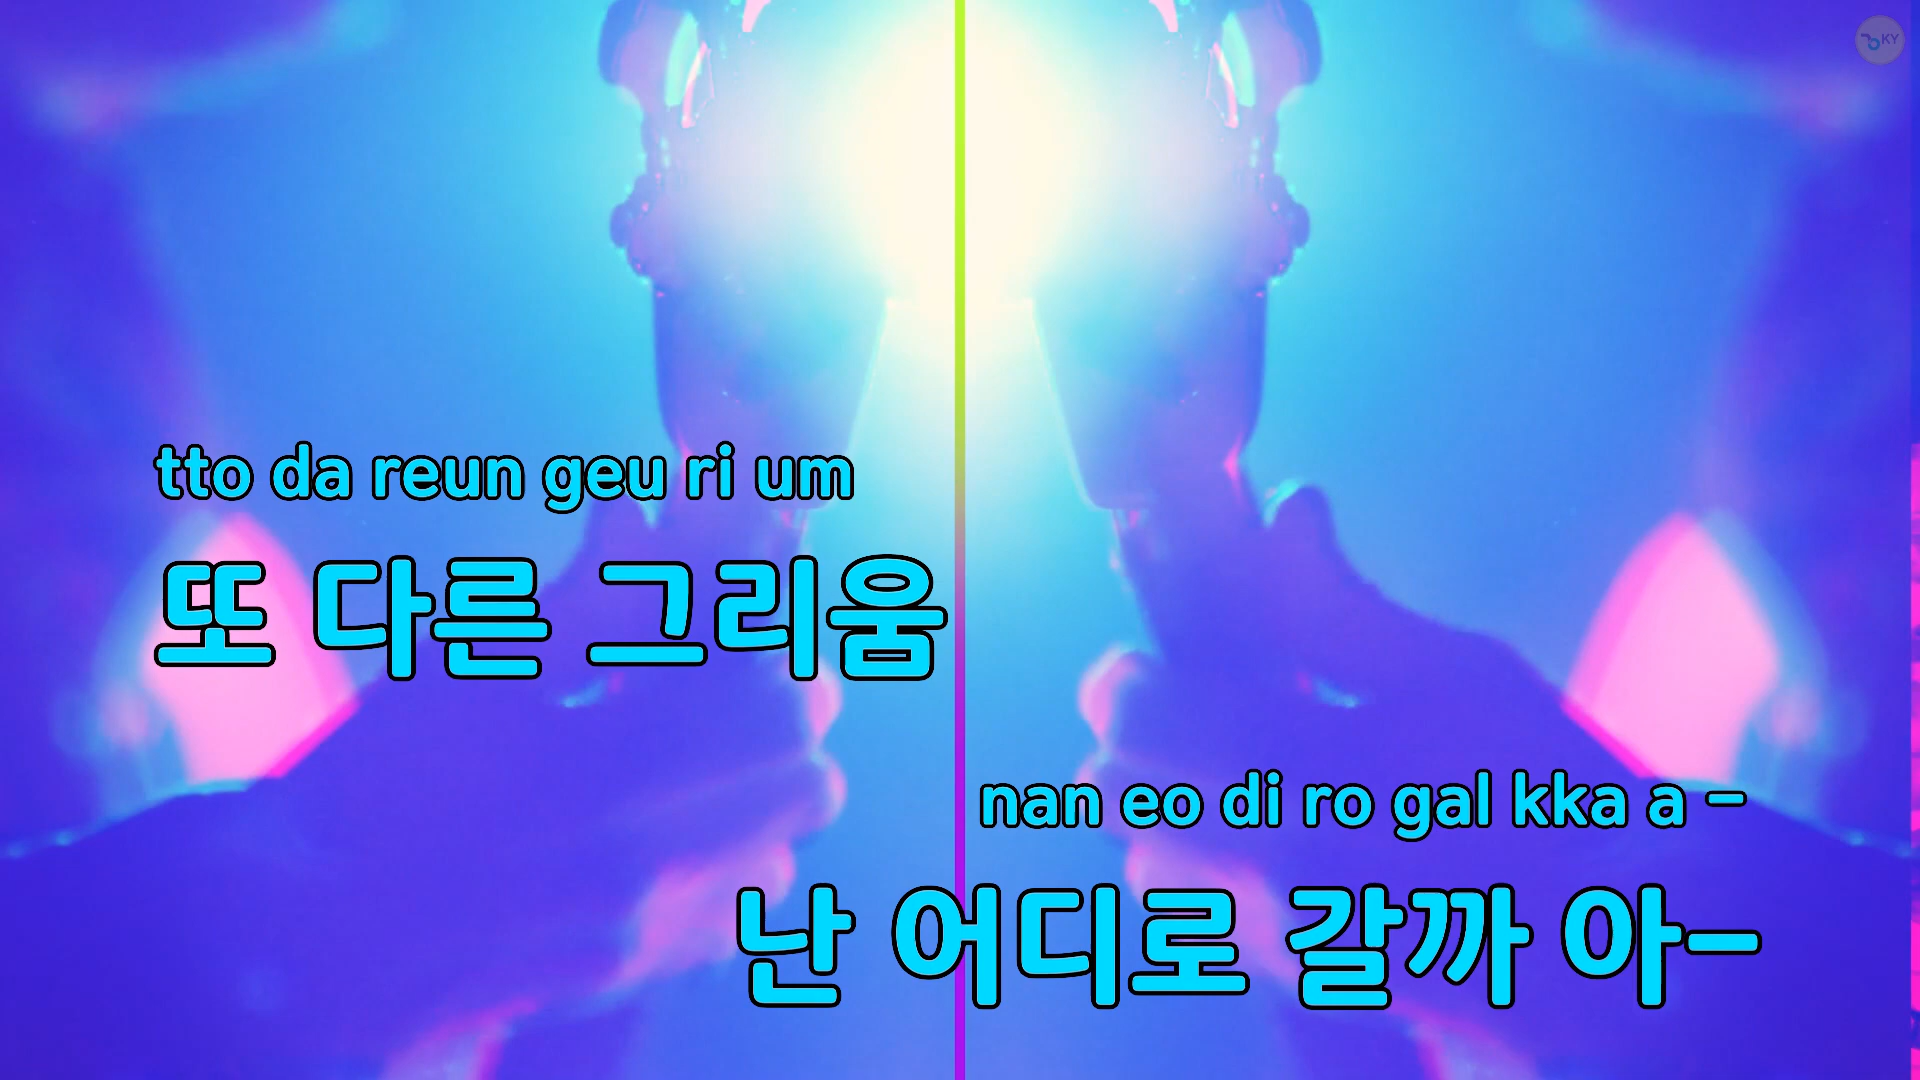 KY
tto da reun geu ri um
또 다른 그리움
nan eo di ro gal kka a –
난 어디로 갈까 아–